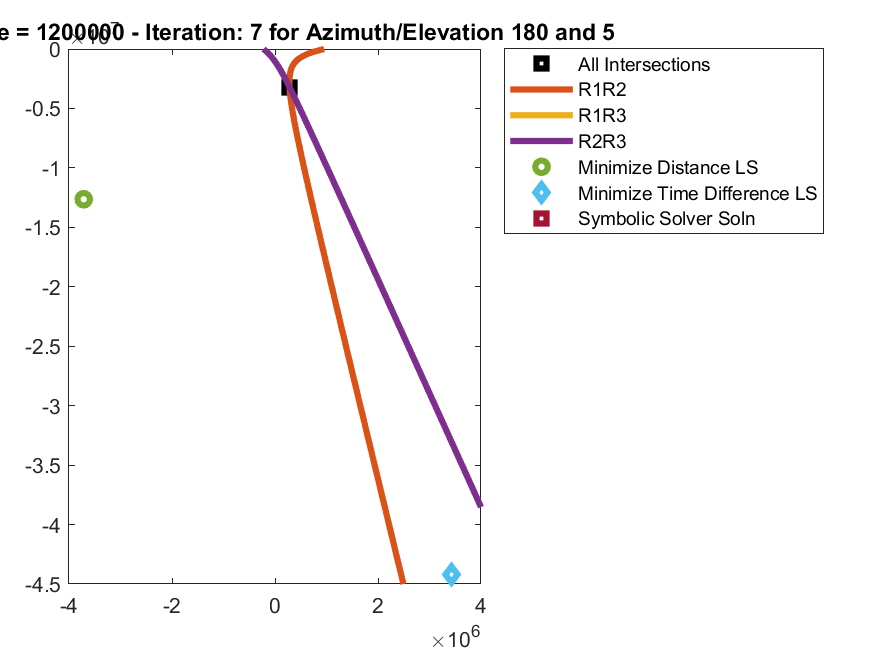 e = 1200000 - Iteration: 7 for Azimuth/Elevation 180 and 5
×10^7
0
-0.5
-1
-1.5
-2
-2.5
-3
-3.5
-4
-4.5
-4 -2 0 2 4
×10^6
All Intersections
R1R2
R1R3
R2R3
Minimize Distance LS
Minimize Time Difference LS
Symbolic Solver Soln